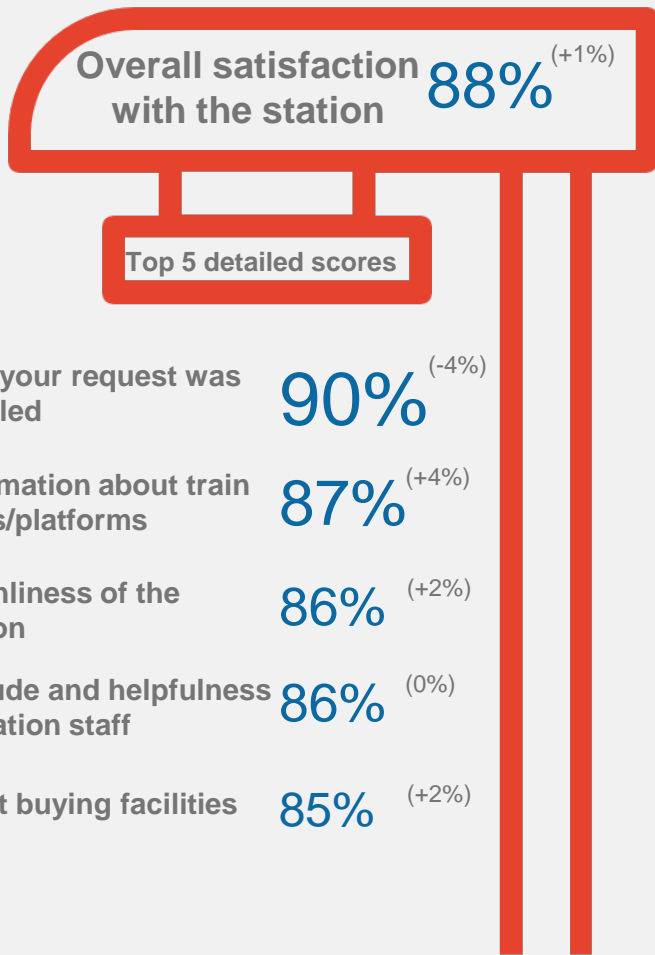 Overall satisfaction
with the station
88%
(+1%)
Top 5 detailed scores
your request was
led
90%
(-4%)
mation about train
s/platforms
87%
(+4%)
nliness of the
on
86%
(+2%)
ude and helpfulness
ation staff
86%
(0%)
t buying facilities
85%
(+2%)